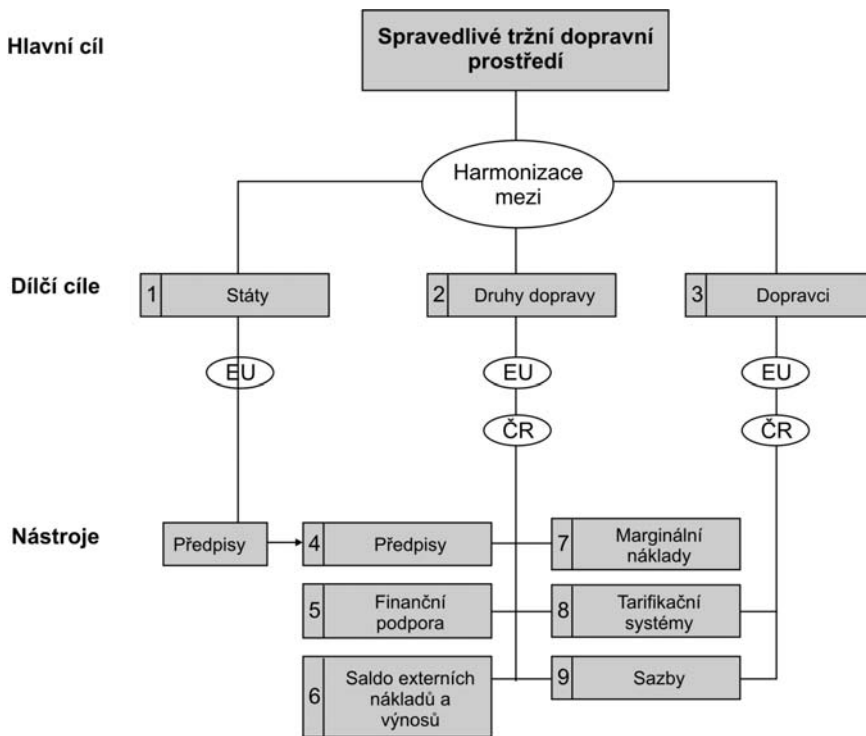 Hlavní cíl
Spravedlivé tržní dopravní
prostředí
Harmonizace
mezi
Dílčí cíle
1 Státy
2 Druhy dopravy
3 Dopravci
EU
EU
EU
ČR
ČR
Nástroje
Předpisy
4 Předpisy
7 Marginální
náklady
5 Finanční
podpora
8 Tarifikační
systémy
6 Saldo externích
nákladů a
výnosů
9 Sazby